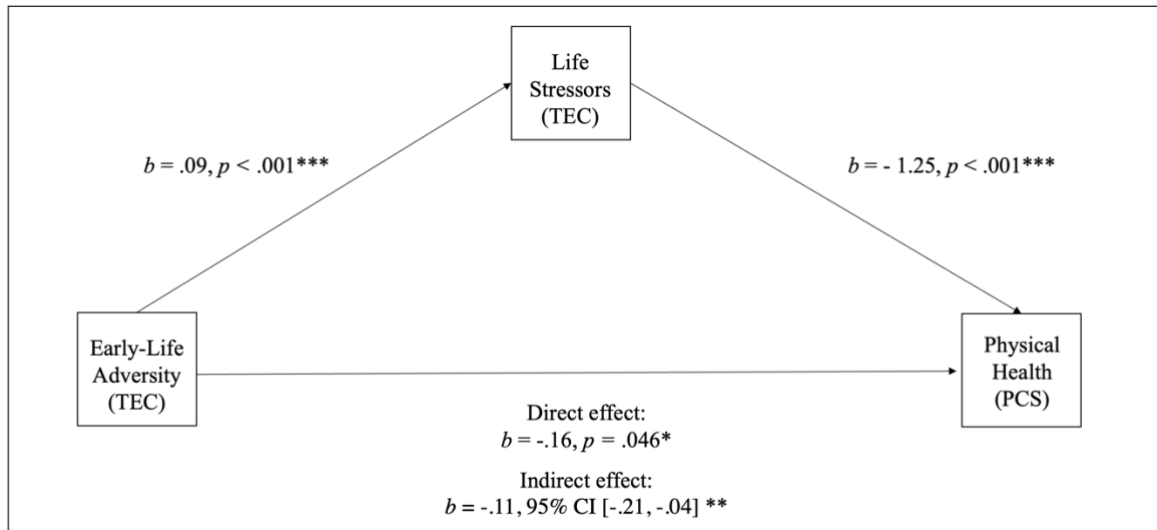 Life
Stressors
(TEC)
b = .09, p < .001***
b = - 1.25, p < .001***
Early-Life
Adversity
(TEC)
Physical
Health
(PCS)
Direct effect:
b = -.16, p = .046*
Indirect effect:
b = -.11, 95% CI [-.21, -.04] **